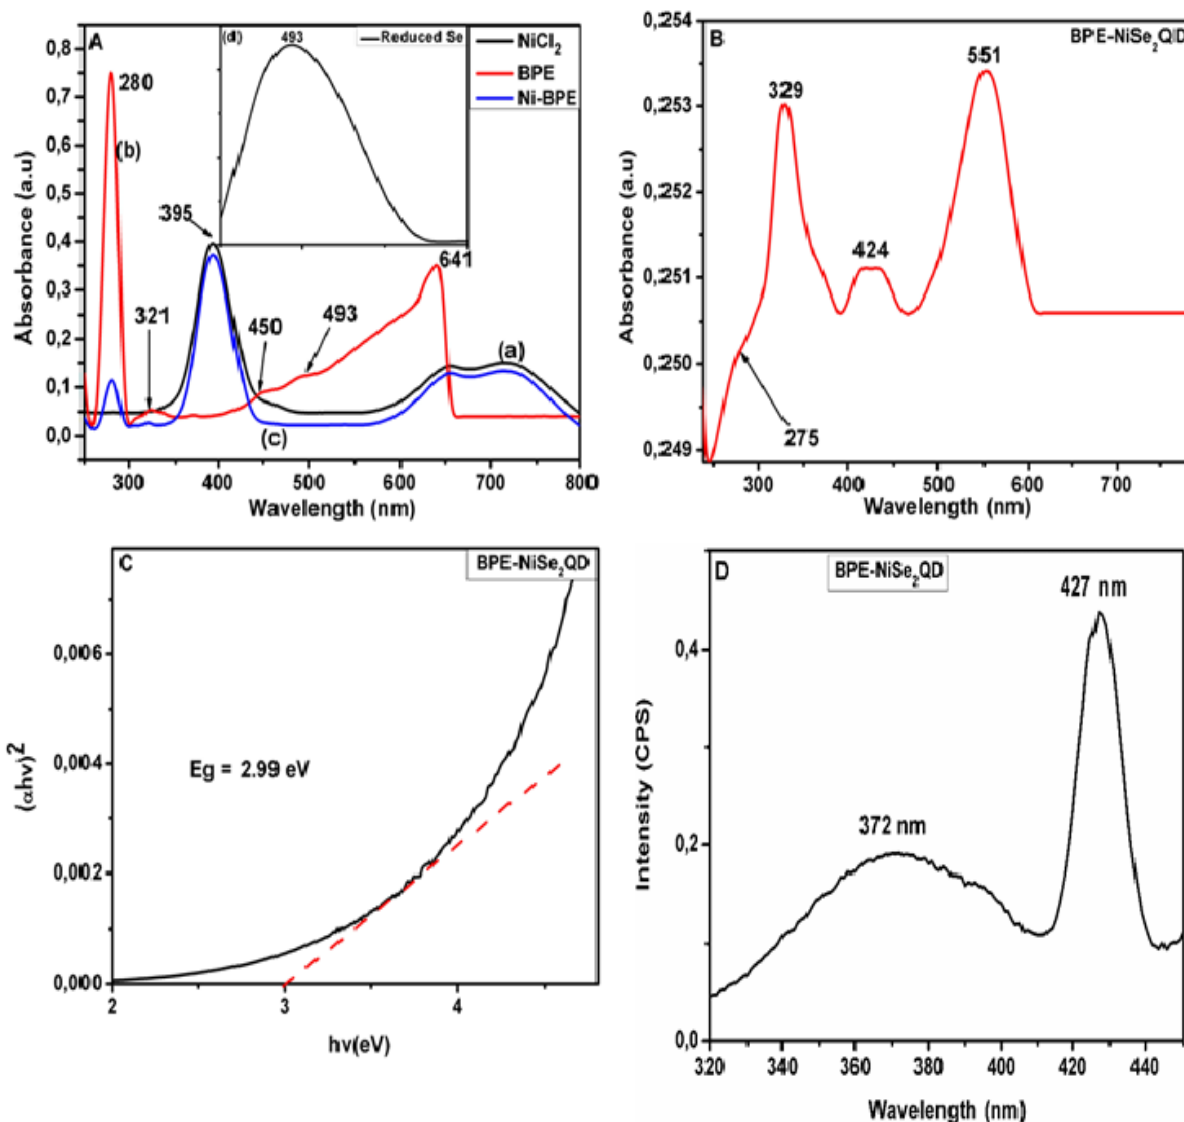 A
0,8
0,7
0,6
0,5
0,4
0,3
0,2
0,1
0,0
Absorbance (a.u)
280
(b)
395
321
450
493
641
(a)
(c)
(d)
493
Reduced Se
NiCl₂
BPE
Ni-BPE
300 400 500 600 700 800
Wavelength (nm)
B
BPE-NiSe₂QD
0,254
0,253
0,252
0,251
0,250
0,249
Absorbance (a.u)
329
424
551
275
300 400 500 600 700
Wavelength (nm)
C
BPE-NiSe₂QD
0,006
0,004
0,002
0,000
(αhν)²
Eg = 2.99 eV
2 3 4
hν(eV)
D
BPE-NiSe₂QD
427 nm
372 nm
0,4
0,2
0,0
Intensity (CPS)
320 340 360 380 400 420 440
Wavelength (nm)